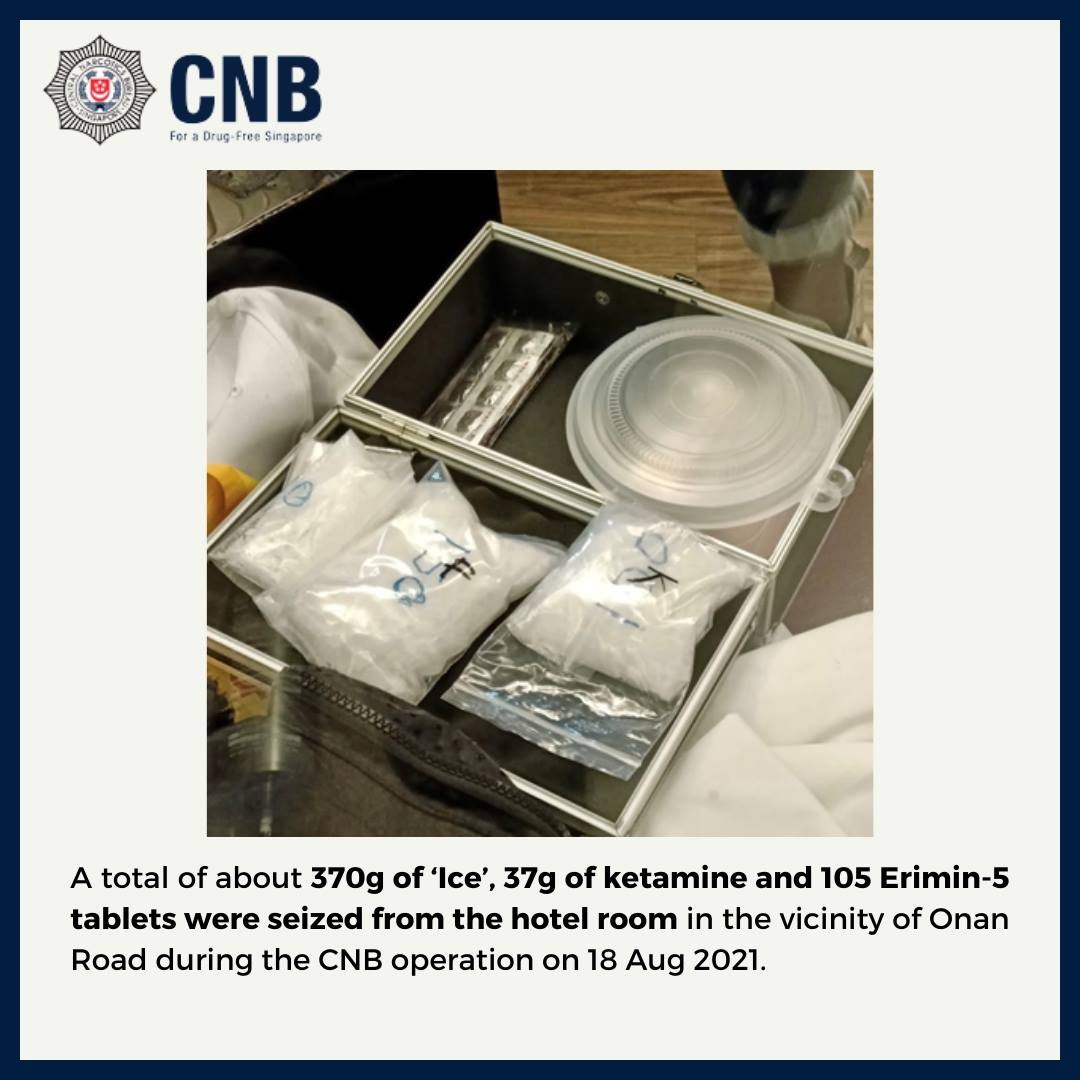 CENTRAL NARCOTICS BUREAU
SINGAPORE
CNB
For a Drug-Free Singapore
K
A total of about 370g of ‘Ice’, 37g of ketamine and 105 Erimin-5
tablets were seized from the hotel room in the vicinity of Onan
Road during the CNB operation on 18 Aug 2021.